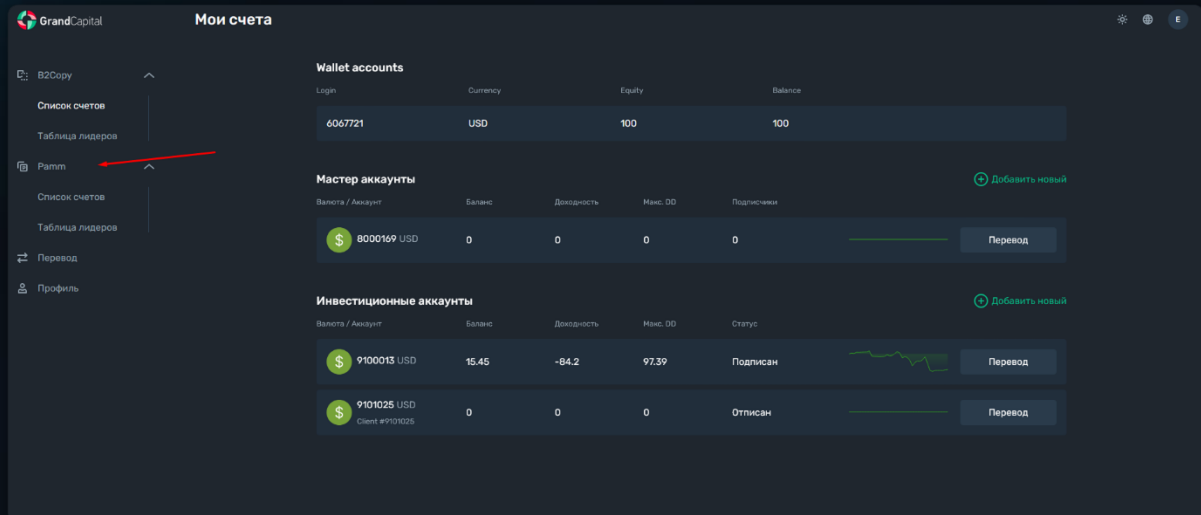 GrandCapital
Мои счета
E
B2Copy
Список счетов
Таблица лидеров
Pamm
Список счетов
Таблица лидеров
Перевод
Профиль
Wallet accounts
Login Currency Equity Balance
6067721 USD 100 100
Мастер аккаунты Добавить новый
Валюта / Аккаунт Баланс Доходность Макс. DD Подписчики
$ 8000169 USD 0 0 0 0 Перевод
Инвестиционные аккаунты Добавить новый
Валюта / Аккаунт Баланс Доходность Макс. DD Статус
$ 9100013 USD 15.45 -84.2 97.39 Подписан Перевод
$ 9101025 USD 0 0 0 Отписан Перевод
Client #9101025